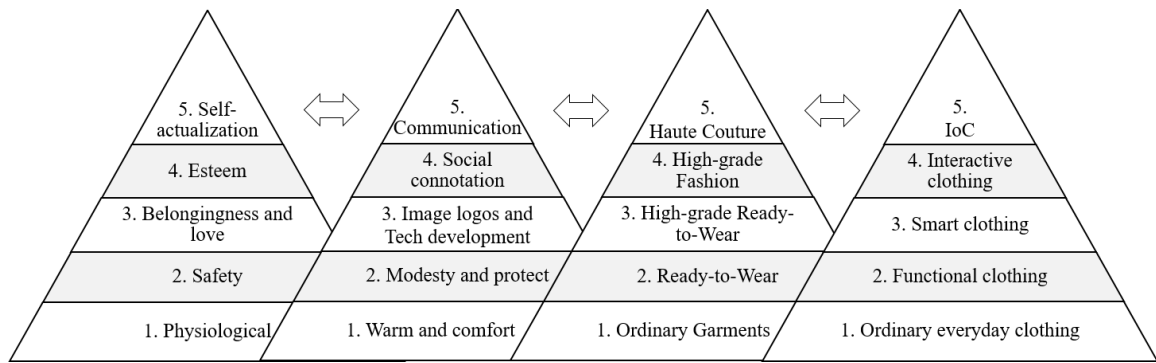 5. Self-
actualization
4. Esteem
3. Belongingness and
love
2. Safety
1. Physiological
5.
Communication
4. Social
connotation
3. Image logos and
Tech development
2. Modesty and protect
1. Warm and comfort
5.
Haute Couture
4. High-grade
Fashion
3. High-grade Ready-
to-Wear
2. Ready-to-Wear
1. Ordinary Garments
5.
IoC
4. Interactive
clothing
3. Smart clothing
2. Functional clothing
1. Ordinary everyday clothing